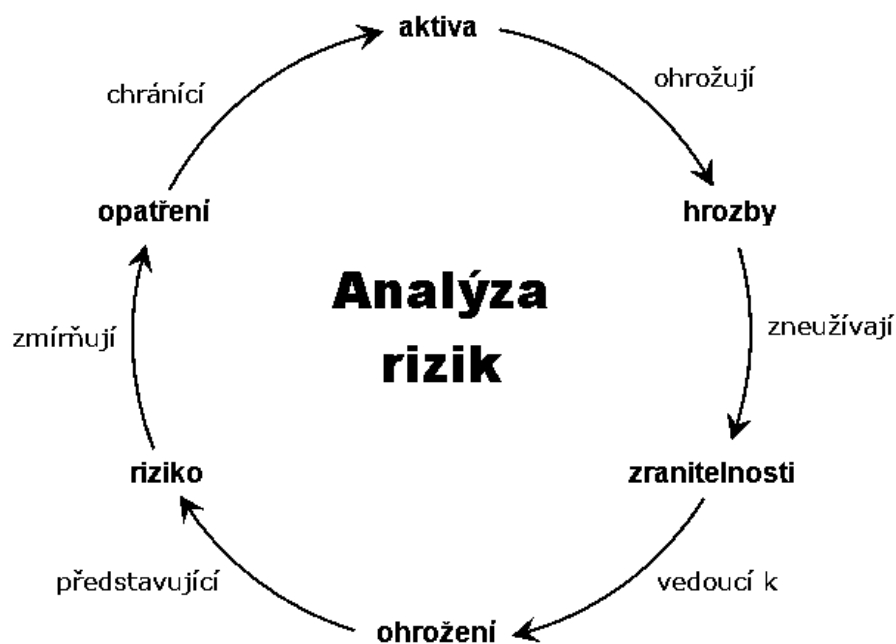 aktiva
ohrožují
hrozby
zneužívají
zranitelnosti
vedoucí k
ohrožení
představující
riziko
zmírňují
opatření
chránící
Analýza
rizik